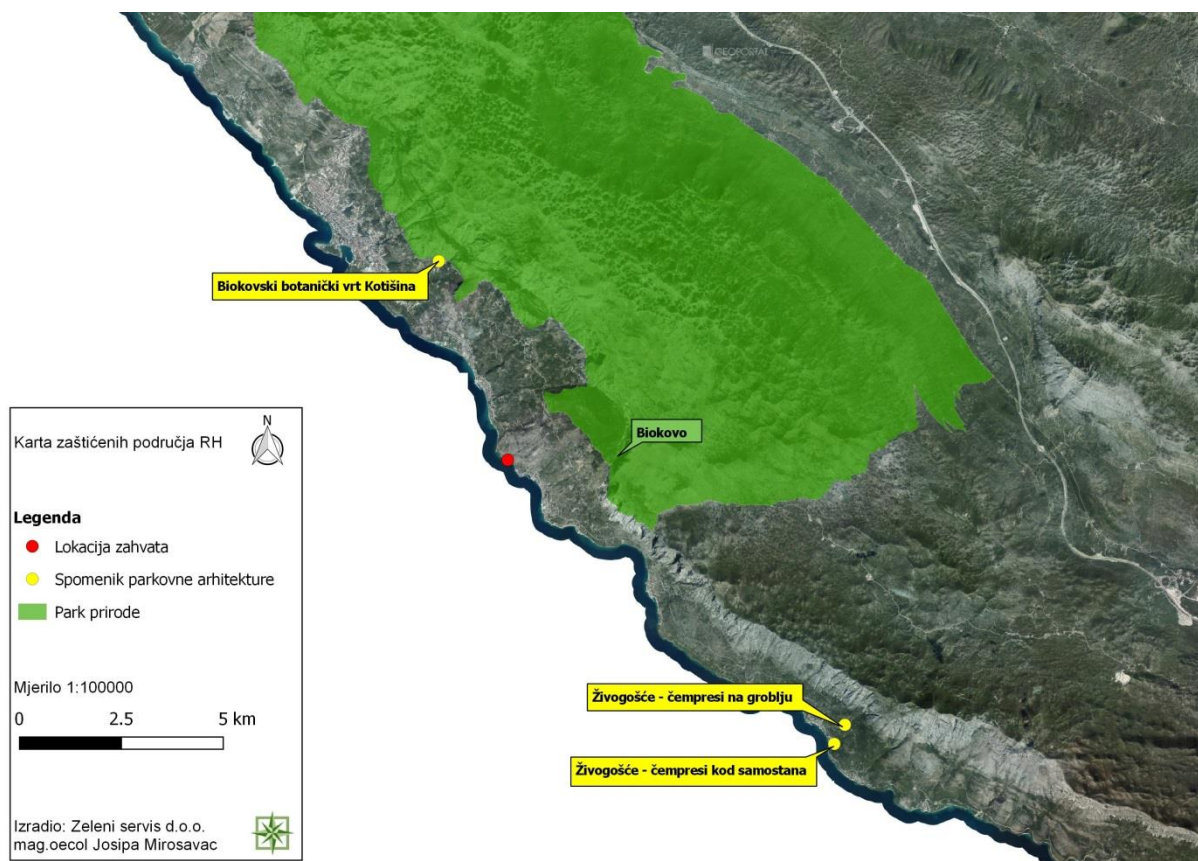 GEOPORTAL
Biokovski botanički vrt Kotišina
Biokovo
Živogošće - čempresi na groblju
Živogošće - čempresi kod samostana
Karta zaštićenih područja RH
N
Legenda
Lokacija zahvata
Spomenik parkovne arhitekture
Park prirode
Mjerilo 1:100000
0 2.5 5 km
Izradio: Zeleni servis d.o.o.
mag.oecol Josipa Mirosavac